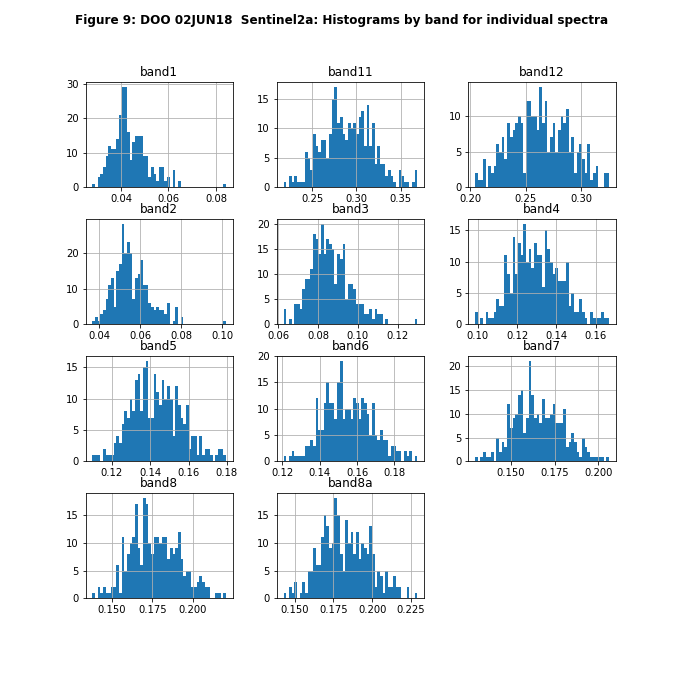 Figure 9: DOO 02JUN18  Sentinel2a: Histograms by band for individual spectra
band1
30
20
10
0
0.04 0.06 0.08
band11
15
10
5
0
0.25 0.30 0.35
band12
10
5
0
0.20 0.25 0.30
band2
20
10
0
0.04 0.06 0.08 0.10
band3
20
15
10
5
0
0.06 0.08 0.10 0.12
band4
15
10
5
0
0.10 0.12 0.14 0.16
band5
15
10
5
0
0.12 0.14 0.16 0.18
band6
20
15
10
5
0
0.12 0.14 0.16 0.18
band7
20
15
10
5
0
0.150 0.175 0.200
band8
15
10
5
0
0.150 0.175 0.200
band8a
15
10
5
0
0.150 0.175 0.200 0.225